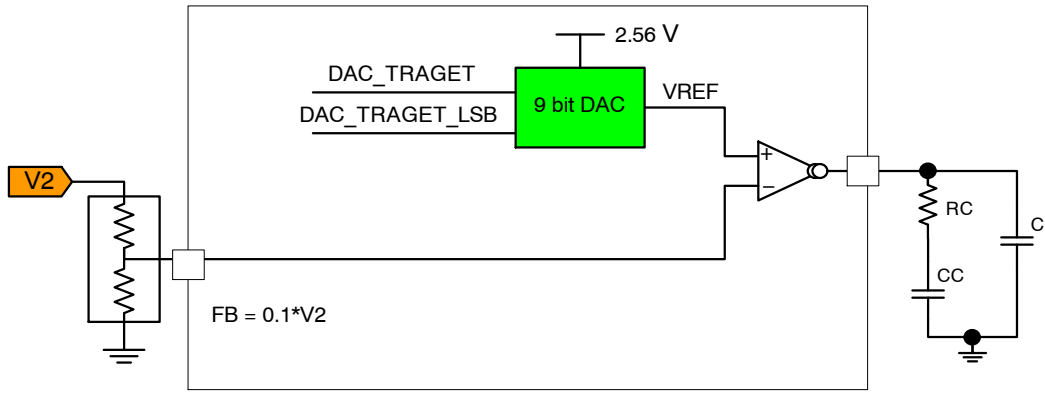 2.56 V
DAC_TRAGET
9 bit DAC
VREF
DAC_TRAGET_LSB
+
−
V2
RC
C
CC
FB = 0.1*V2